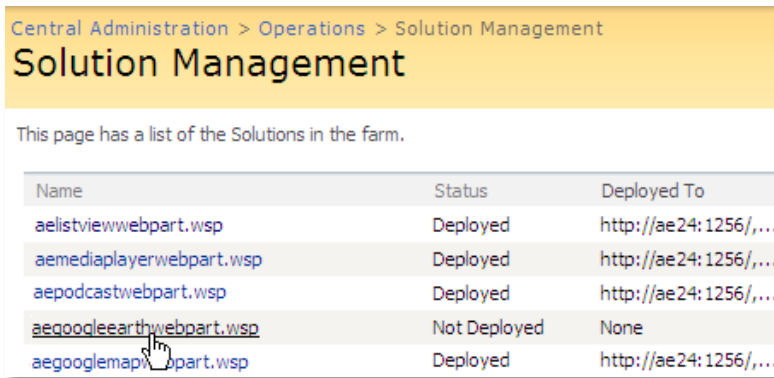 Central Administration > Operations > Solution Management
Solution Management
This page has a list of the Solutions in the farm.
Name Status Deployed To
aelistviewwebpart.wsp Deployed http://ae24:1256/,...
aemediaplayerwebpart.wsp Deployed http://ae24:1256/,...
aepodcastwebpart.wsp Deployed http://ae24:1256/,...
aegoogleearthwebpart.wsp Not Deployed None
Deployed http://ae24:1256/,...